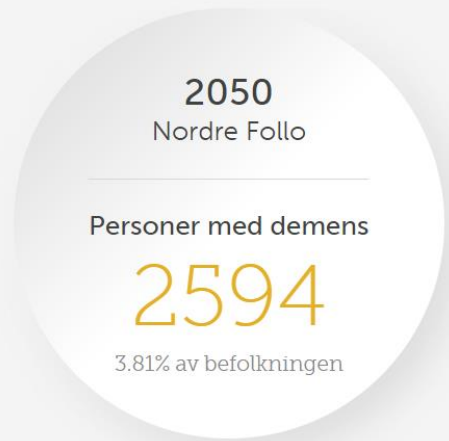 2050
Nordre Follo
Personer med demens
2594
3.81% av befolkningen